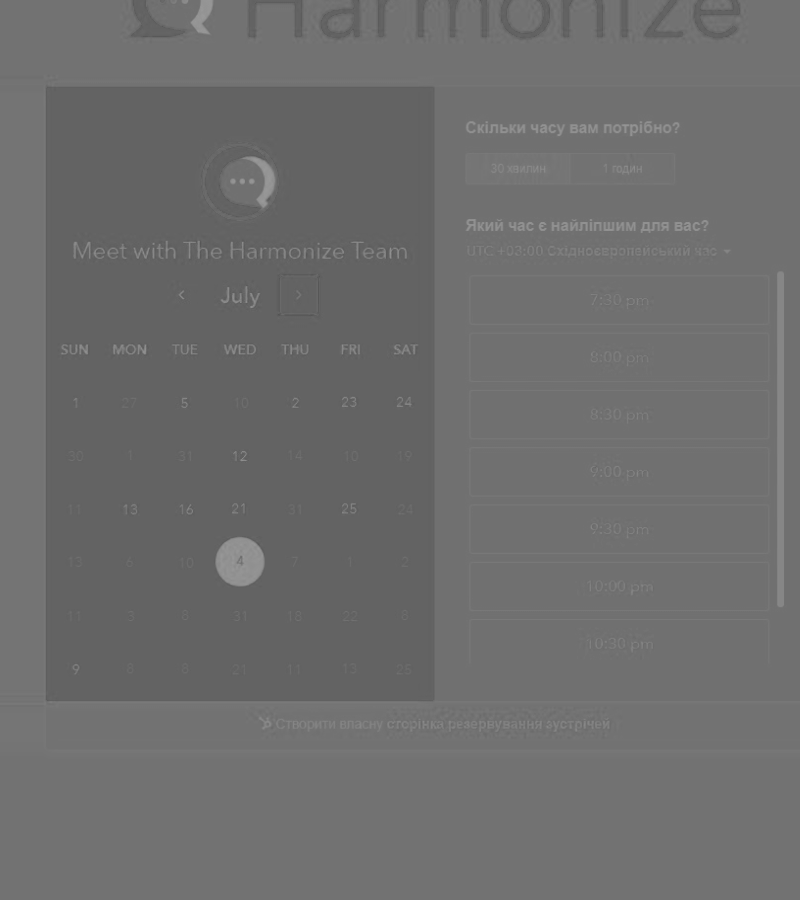 Harmonize
Meet with The Harmonize Team
July
SUN MON TUE WED THU FRI SAT
1 27 5 10 2 23 24
30 1 31 12 14 10 19
11 13 16 21 31 25 24
13 6 10 4 7 1 2
11 3 8 31 18 22 8
9 8 8 21 11 13 25
Скільки часу вам потрібно?
30 хвилин 1 годин
Який час є найліпшим для вас?
UTC +03:00 Східноєвропейський час
7:30 pm
8:00 pm
8:30 pm
9:00 pm
9:30 pm
10:00 pm
10:30 pm
Створити власну сторінка резервування зустрічей